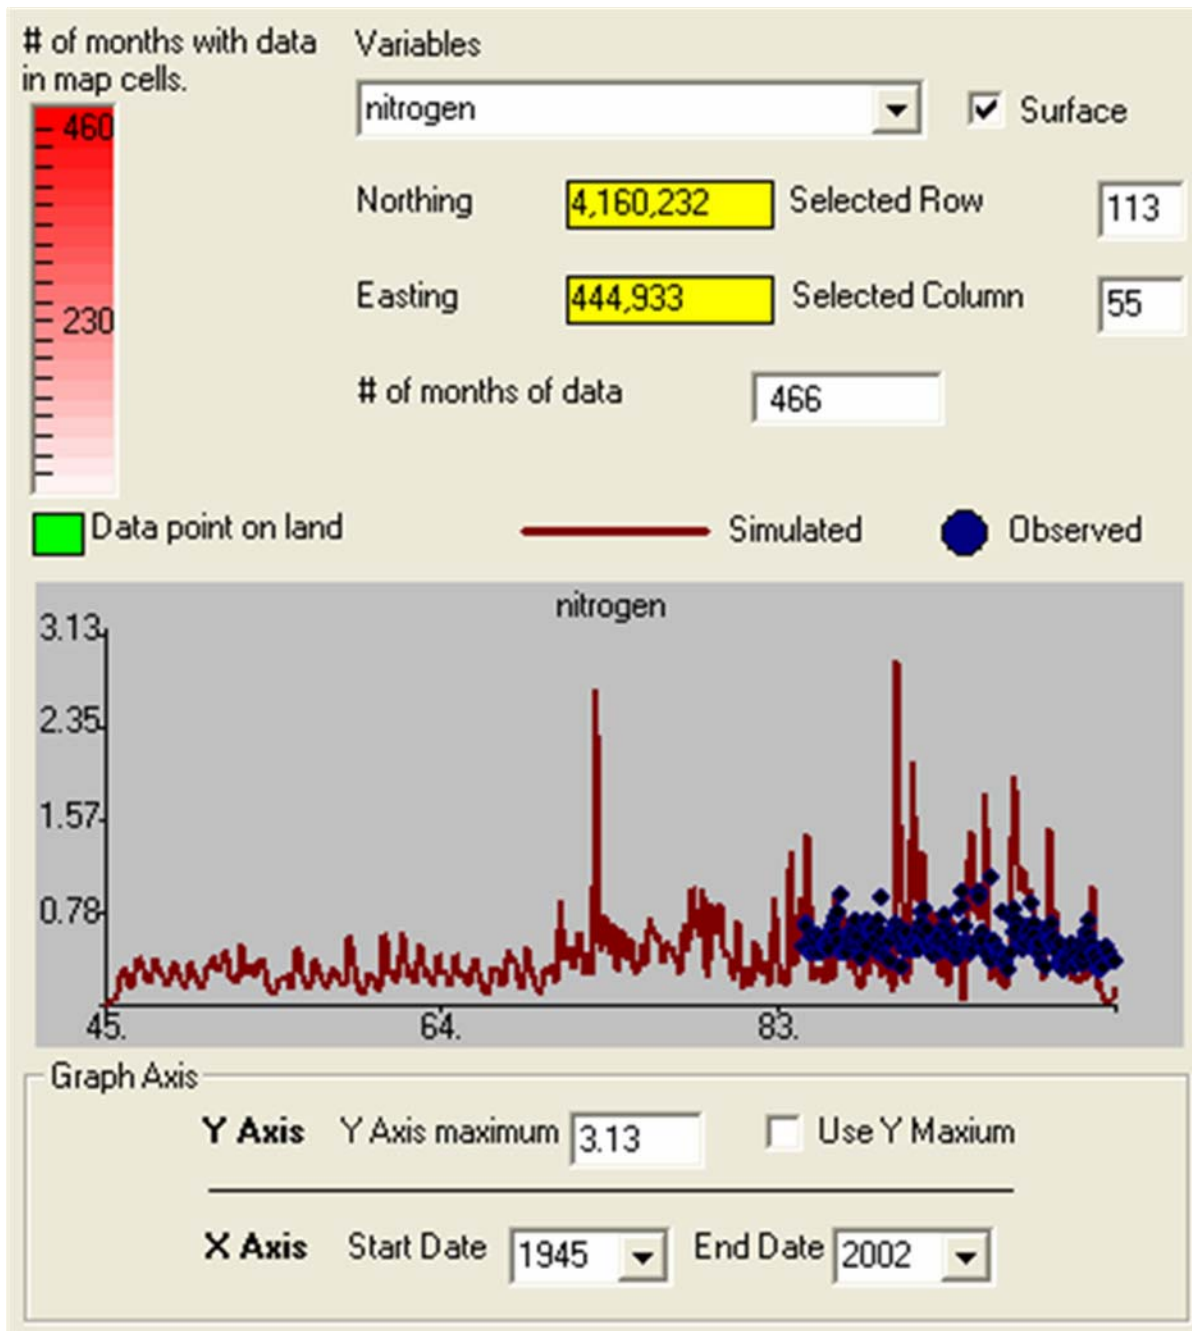 # of months with data
in map cells.
Variables
nitrogen
Surface
460
230
Northing 4,160,232 Selected Row 113
Easting 444,933 Selected Column 55
# of months of data 466
Data point on land Simulated Observed
nitrogen
3.13
2.35
1.57
0.78
45. 64. 83.
Graph Axis
Y Axis Y Axis maximum 3.13 Use Y Maxium
X Axis Start Date 1945 End Date 2002